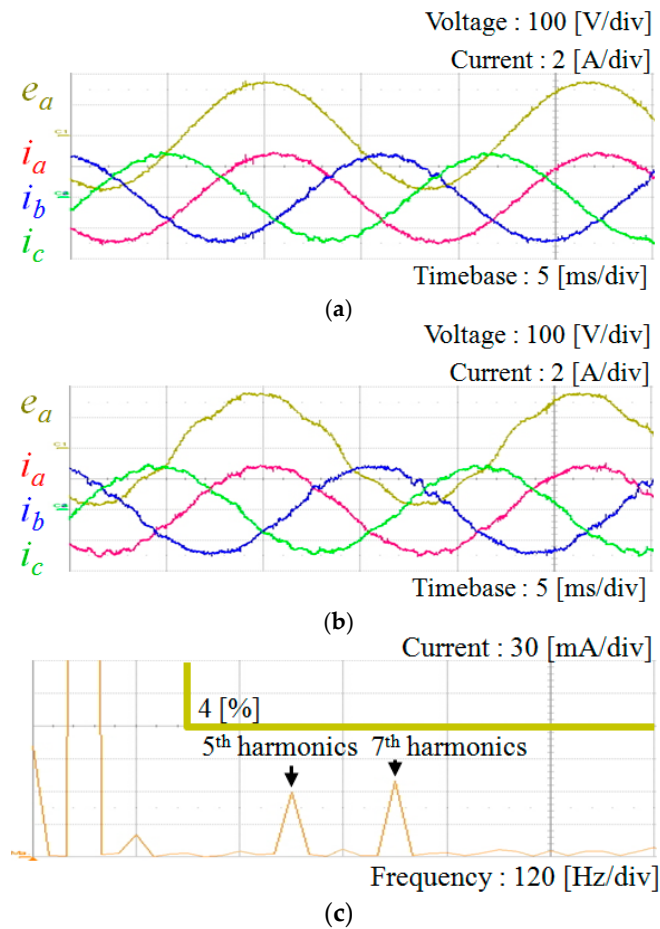 Voltage : 100 [V/div]
Current : 2 [A/div]
e_a
i_a
i_b
i_c
Timebase : 5 [ms/div]
(a)
Voltage : 100 [V/div]
Current : 2 [A/div]
e_a
i_a
i_b
i_c
Timebase : 5 [ms/div]
(b)
Current : 30 [mA/div]
4 [%]
5th harmonics 7th harmonics
Frequency : 120 [Hz/div]
(c)